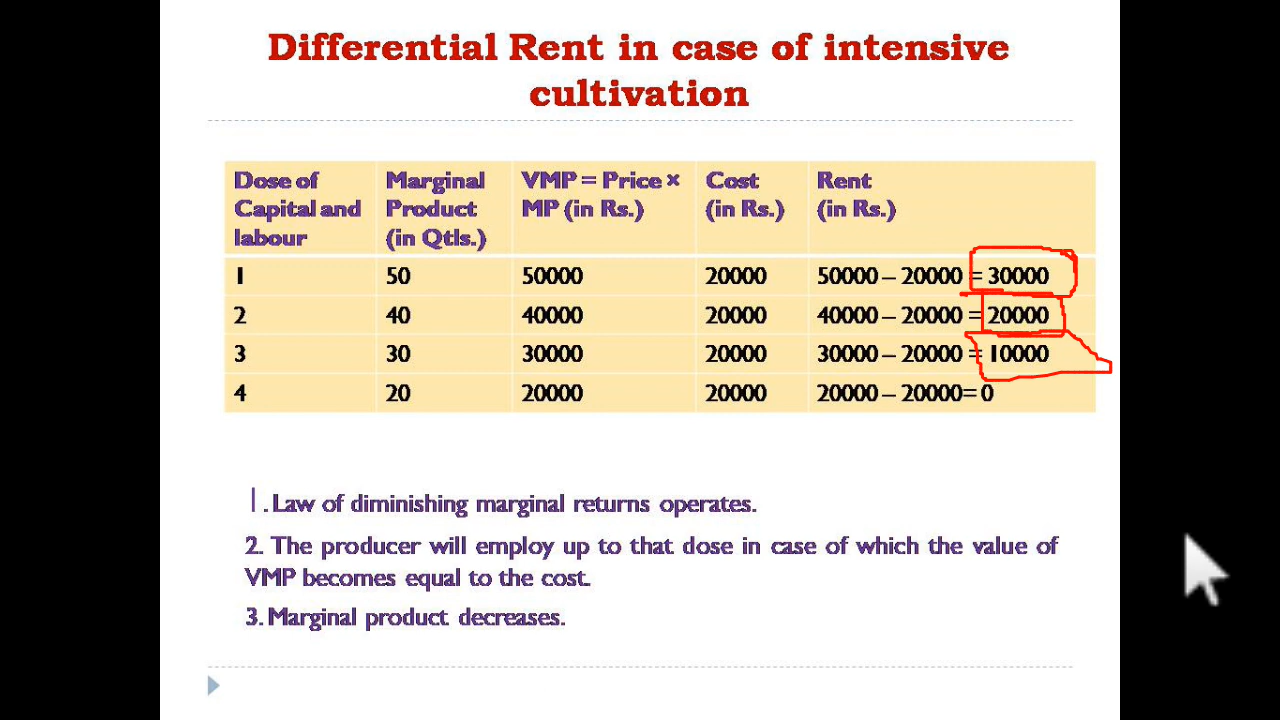 Differential Rent in case of intensive
cultivation
Dose of Capital and labour Marginal Product (in Qtls.) VMP = Price × MP (in Rs.) Cost (in Rs.) Rent (in Rs.)
1 50 50000 20000 50000 – 20000 = 30000
2 40 40000 20000 40000 – 20000 = 20000
3 30 30000 20000 30000 – 20000 = 10000
4 20 20000 20000 20000 – 20000= 0
1. Law of diminishing marginal returns operates.
2. The producer will employ up to that dose in case of which the value of
VMP becomes equal to the cost.
3. Marginal product decreases.